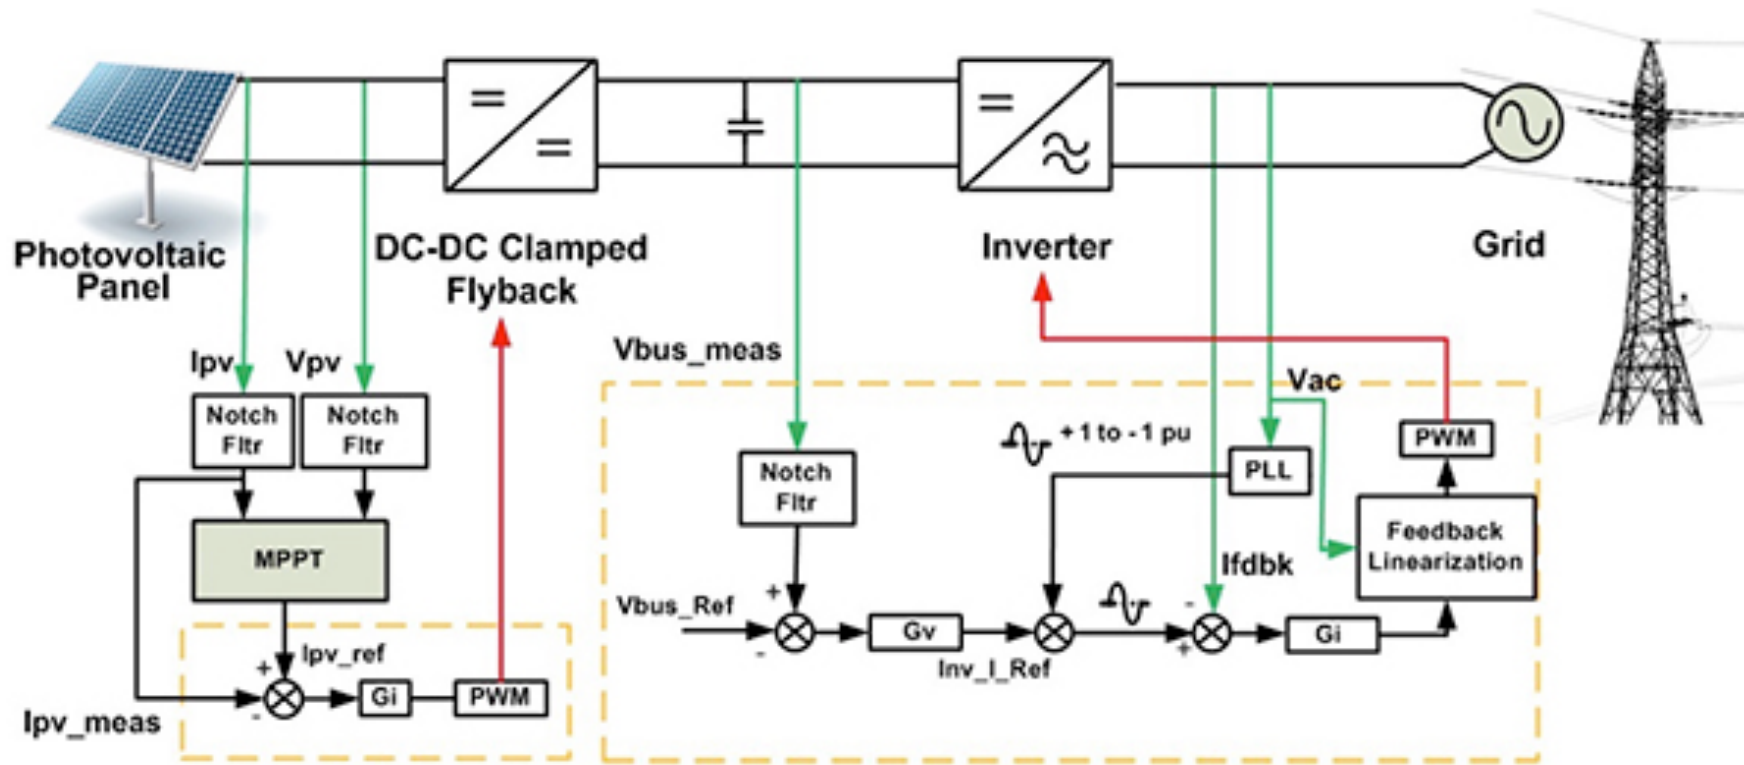 Photovoltaic
Panel
DC-DC Clamped
Flyback
Inverter
Grid
Ipv
Vpv
Notch
Fltr
Notch
Fltr
MPPT
Ipv_ref
+
-
Gi
PWM
Ipv_meas
Vbus_meas
Vac
+ 1 to - 1 pu
PLL
PWM
Notch
Fltr
Feedback
Linearization
Ifdbk
Vbus_Ref
+
-
Gv
Inv_I_Ref
-
+
Gi